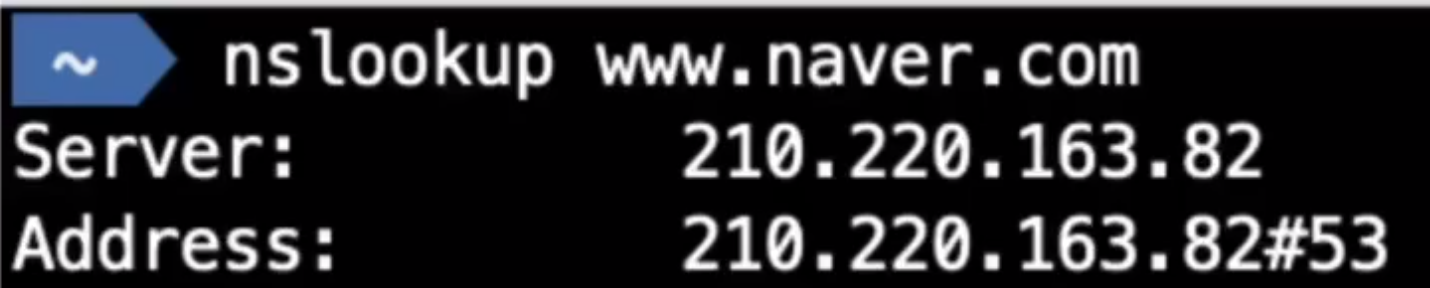 ~ nslookup www.naver.com
Server: 210.220.163.82
Address: 210.220.163.82#53